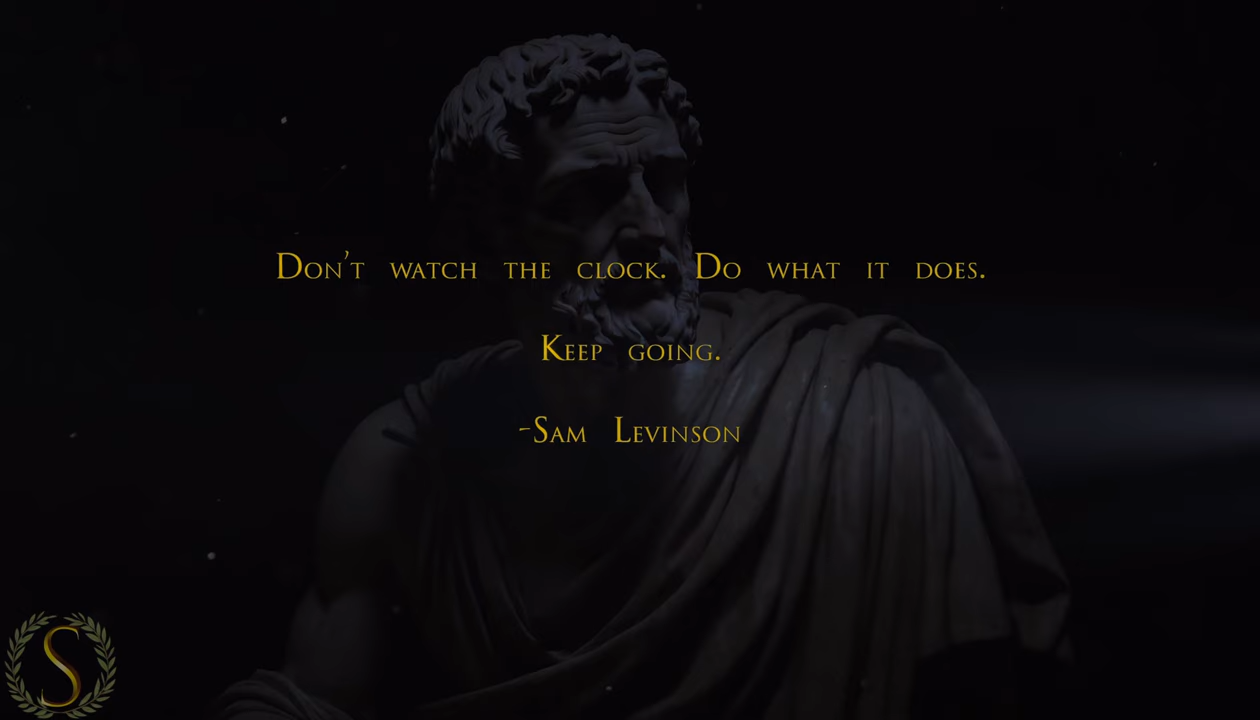 Don't watch the clock. Do what it does.
Keep going.
-Sam Levinson
S